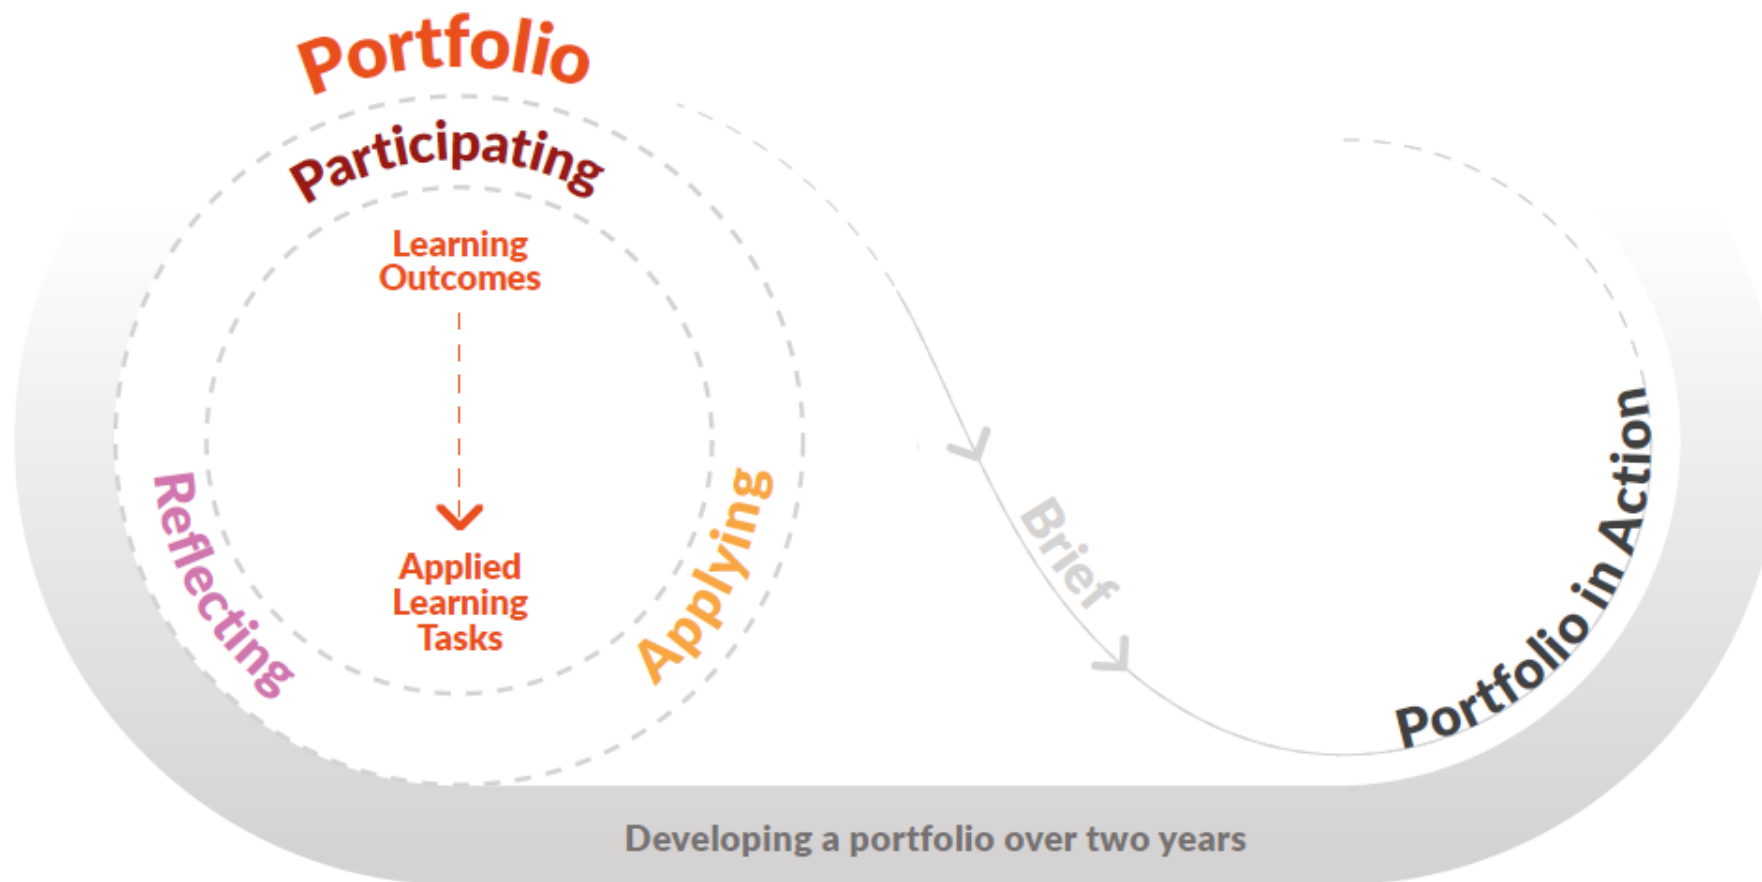 Portfolio
Participating
Learning
Outcomes
Applied
Learning
Tasks
Reflecting
Applying
Brief
Portfolio in Action
Developing a portfolio over two years